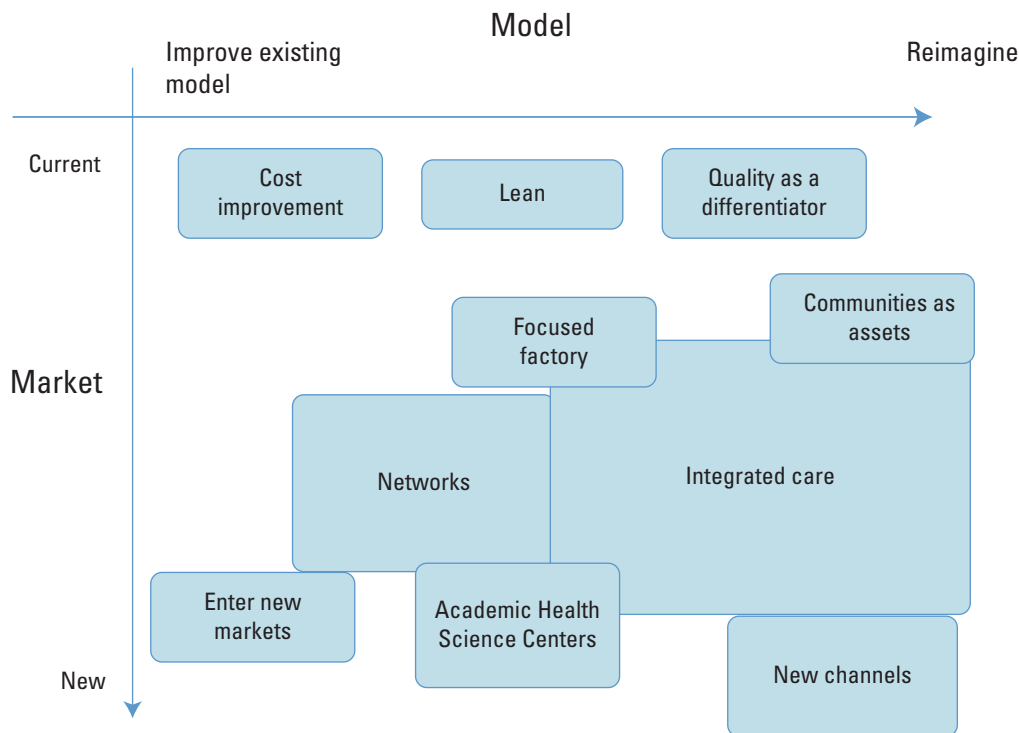 Model
Improve existing
model
Reimagine
Current
Cost
improvement
Lean
Quality as a
differentiator
Communities as
assets
Focused
factory
Market
Networks
Integrated care
Enter new
markets
Academic Health
Science Centers
New
New channels